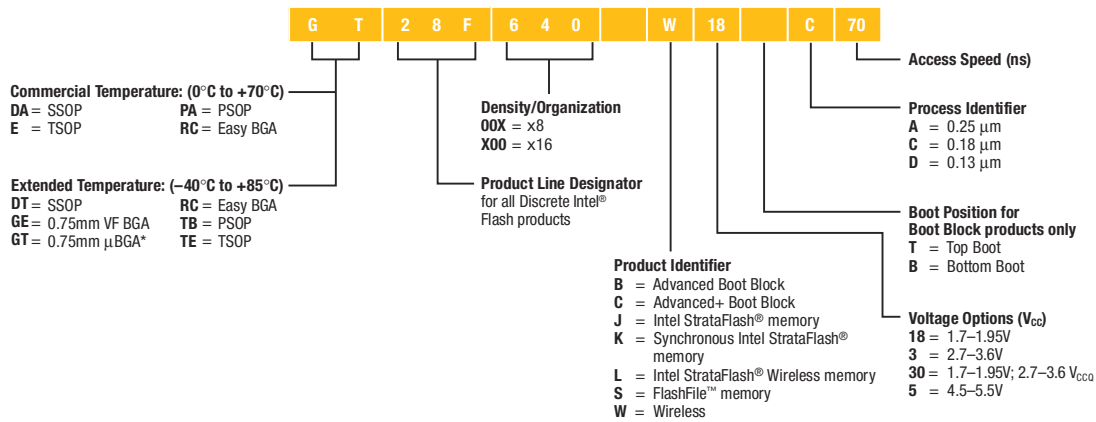 G T 2 8 F 6 4 0 W 18 C 70
Access Speed (ns)
Commercial Temperature: (0°C to +70°C)
DA = SSOP PA = PSOP
E = TSOP RC = Easy BGA
Density/Organization
00X = x8
X00 = x16
Process Identifier
A = 0.25 µm
C = 0.18 µm
D = 0.13 µm
Extended Temperature: (–40°C to +85°C)
DT = SSOP RC = Easy BGA
GE = 0.75mm VF BGA TB = PSOP
GT = 0.75mm µBGA* TE = TSOP
Product Line Designator
for all Discrete Intel®
Flash products
Boot Position for
Boot Block products only
T = Top Boot
B = Bottom Boot
Product Identifier
B = Advanced Boot Block
C = Advanced+ Boot Block
J = Intel StrataFlash® memory
K = Synchronous Intel StrataFlash®
memory
L = Intel StrataFlash® Wireless memory
S = FlashFile™ memory
W = Wireless
Voltage Options (VCC)
18 = 1.7–1.95V
3 = 2.7–3.6V
30 = 1.7–1.95V; 2.7–3.6 VCCQ
5 = 4.5–5.5V